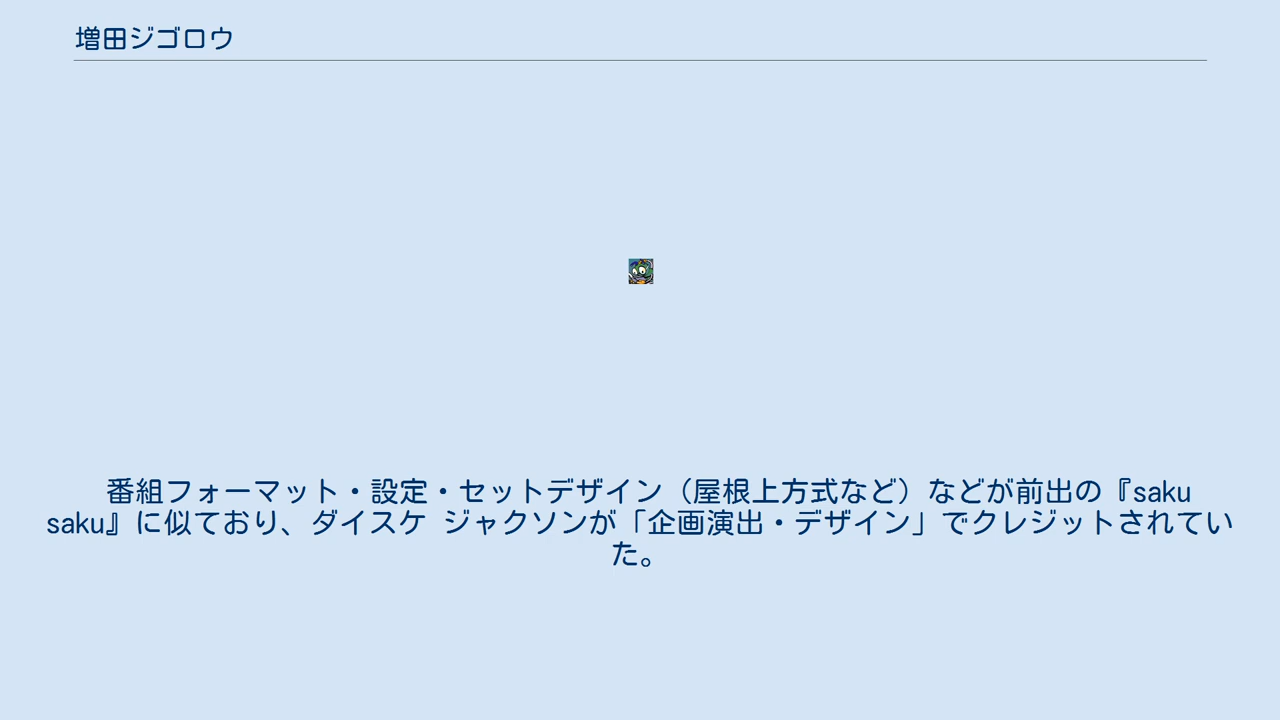 増田ジゴロウ
番組フォーマット・設定・セットデザイン（屋根上方式など）などが前出の『saku
saku』に似ており、ダイスケ ジャクソンが「企画演出・デザイン」でクレジットされてい
た。